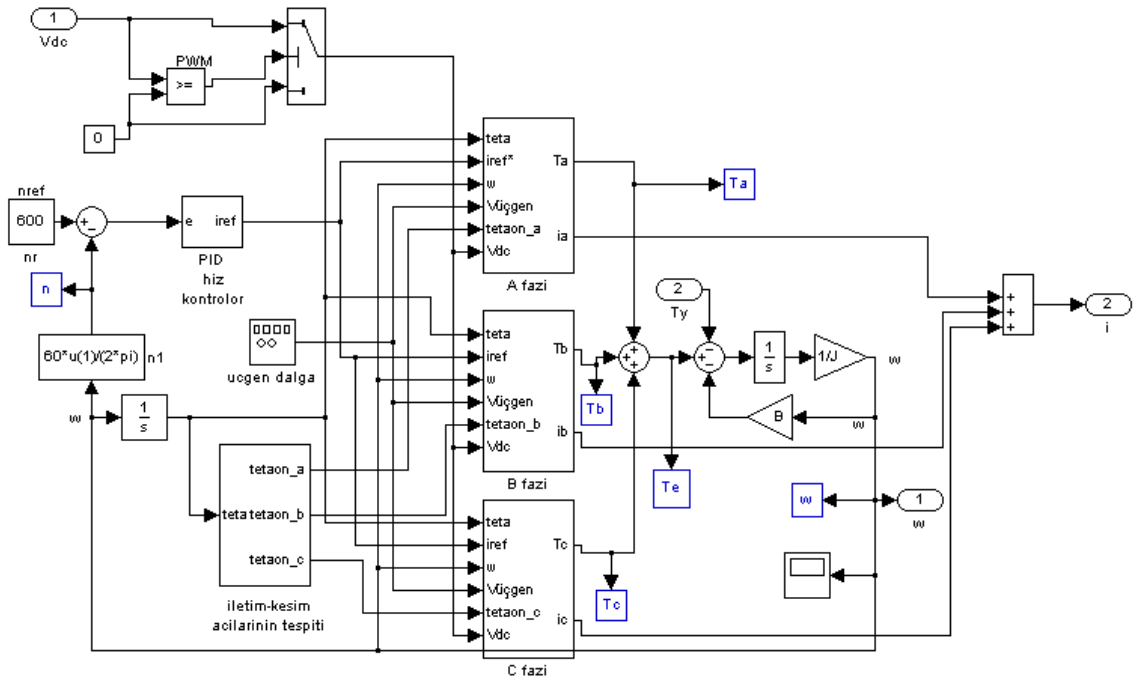 1
Vdc
PWM
>=
0
nref
600
nr
+
−
e
iref
PID
hiz
kontrolor
n
60*u(1)/(2*pi)
n1
w
1
s
ucgen dalga
teta
tetaon_a
tetaon_b
tetaon_c
iletim-kesim
acilarinin tespiti
teta
iref*
w
Vüçgen
tetaon_a
Vdc
Ta
ia
A fazi
Ta
teta
iref
w
Vüçgen
tetaon_b
Vdc
Tb
ib
B fazi
Tb
teta
iref
w
Vüçgen
tetaon_c
Vdc
Tc
ic
C fazi
Tc
+
+
+
Te
2
Ty
−
+
−
1
s
1/J
w
B
w
w
1
w
+
+
+
2
i